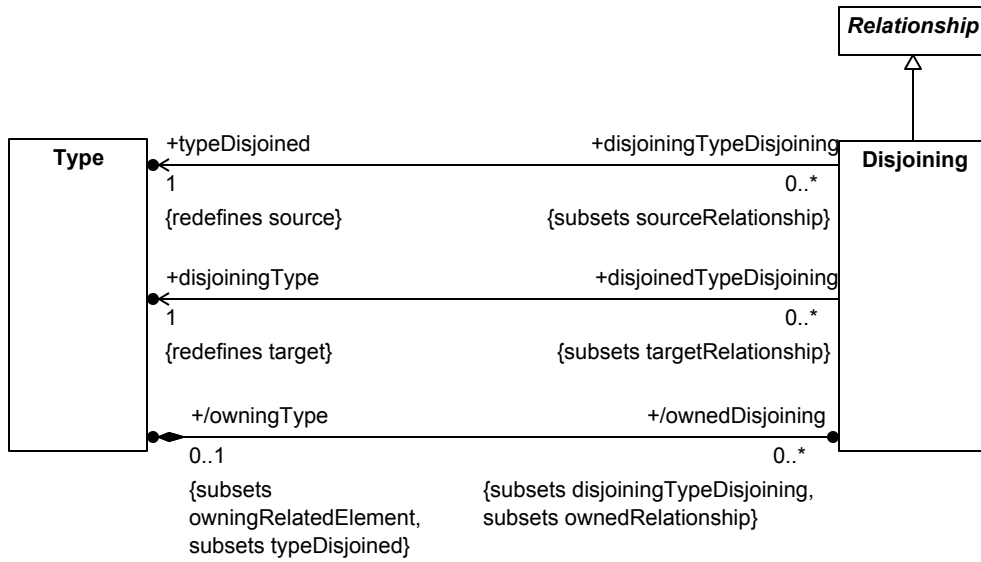 Relationship
+typeDisjoined +disjoiningTypeDisjoining
Type Disjoining
1 0..*
{redefines source} {subsets sourceRelationship}
+disjoiningType +disjoinedTypeDisjoining
1 0..*
{redefines target} {subsets targetRelationship}
+/owningType +/ownedDisjoining
0..1 0..*
{subsets {subsets disjoiningTypeDisjoining,
owningRelatedElement, subsets ownedRelationship}
subsets typeDisjoined}